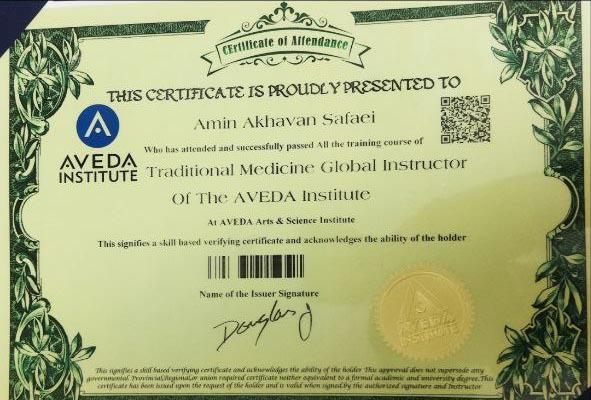 CErtificate of Attendance
THIS CERTIFICATE IS PROUDLY PRESENTED TO
Amin Akhavan Safaei
Who has attended and successfully passed All the training course of
AVEDA
INSTITUTE
Traditional Medicine Global Instructor
Of The AVEDA Institute
At AVEDA Arts & Science Institute
This signifies a skill based verifying certificate and acknowledges the ability of the holder
Name of the Issuer Signature
Douglas J
AVEDA
INSTITUTE
This signifies a skill based verifying certificate and acknowledges the ability of the holder This approval does not supersede any
governmental, Provincial,Regional,or union required certificate neither equivalent to a formal academic and university degree.This
certificate has been issued upon the request of the holder and is valid when signed by the authorized signature and Instructor